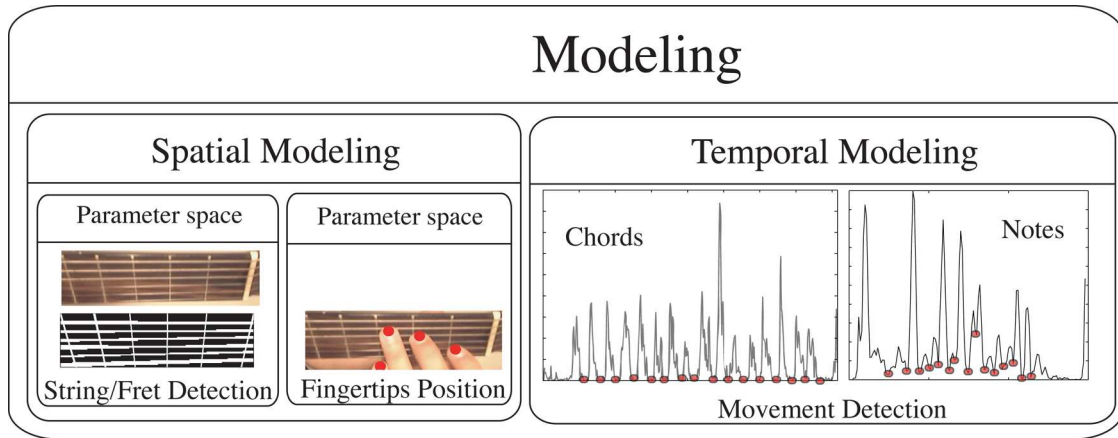 Modeling
Spatial Modeling
Parameter space
String/Fret Detection
Parameter space
Fingertips Position
Temporal Modeling
Chords
Notes
Movement Detection